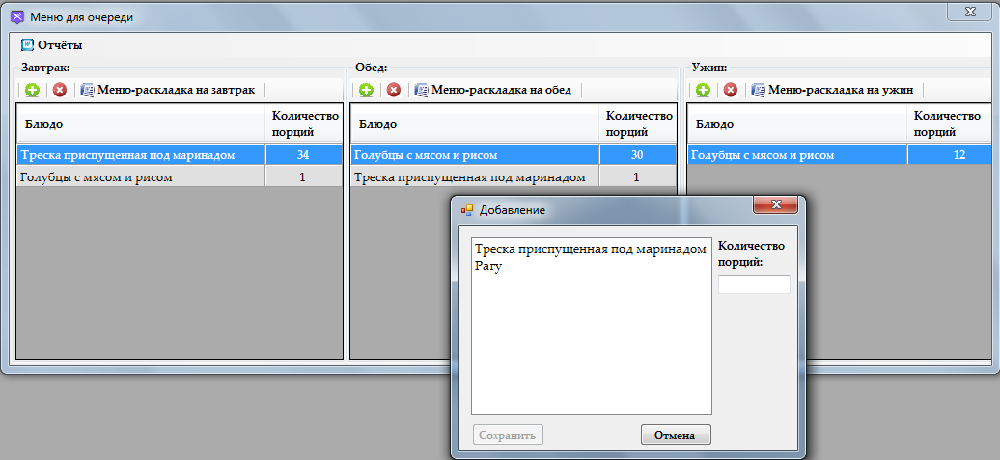 Меню для очереди
Отчёты
Завтрак:
Меню-раскладка на завтрак
Блюдо
Количество
порций
Треска приспущенная под маринадом 34
Голубцы с мясом и рисом 1
Обед:
Меню-раскладка на обед
Блюдо
Количество
порций
Голубцы с мясом и рисом 30
Треска приспущенная под маринадом 1
Ужин:
Меню-раскладка на ужин
Блюдо
Количество
порций
Голубцы с мясом и рисом 12
Добавление
Треска приспущенная под маринадом
Рагу
Количество
порций:
Сохранить
Отмена